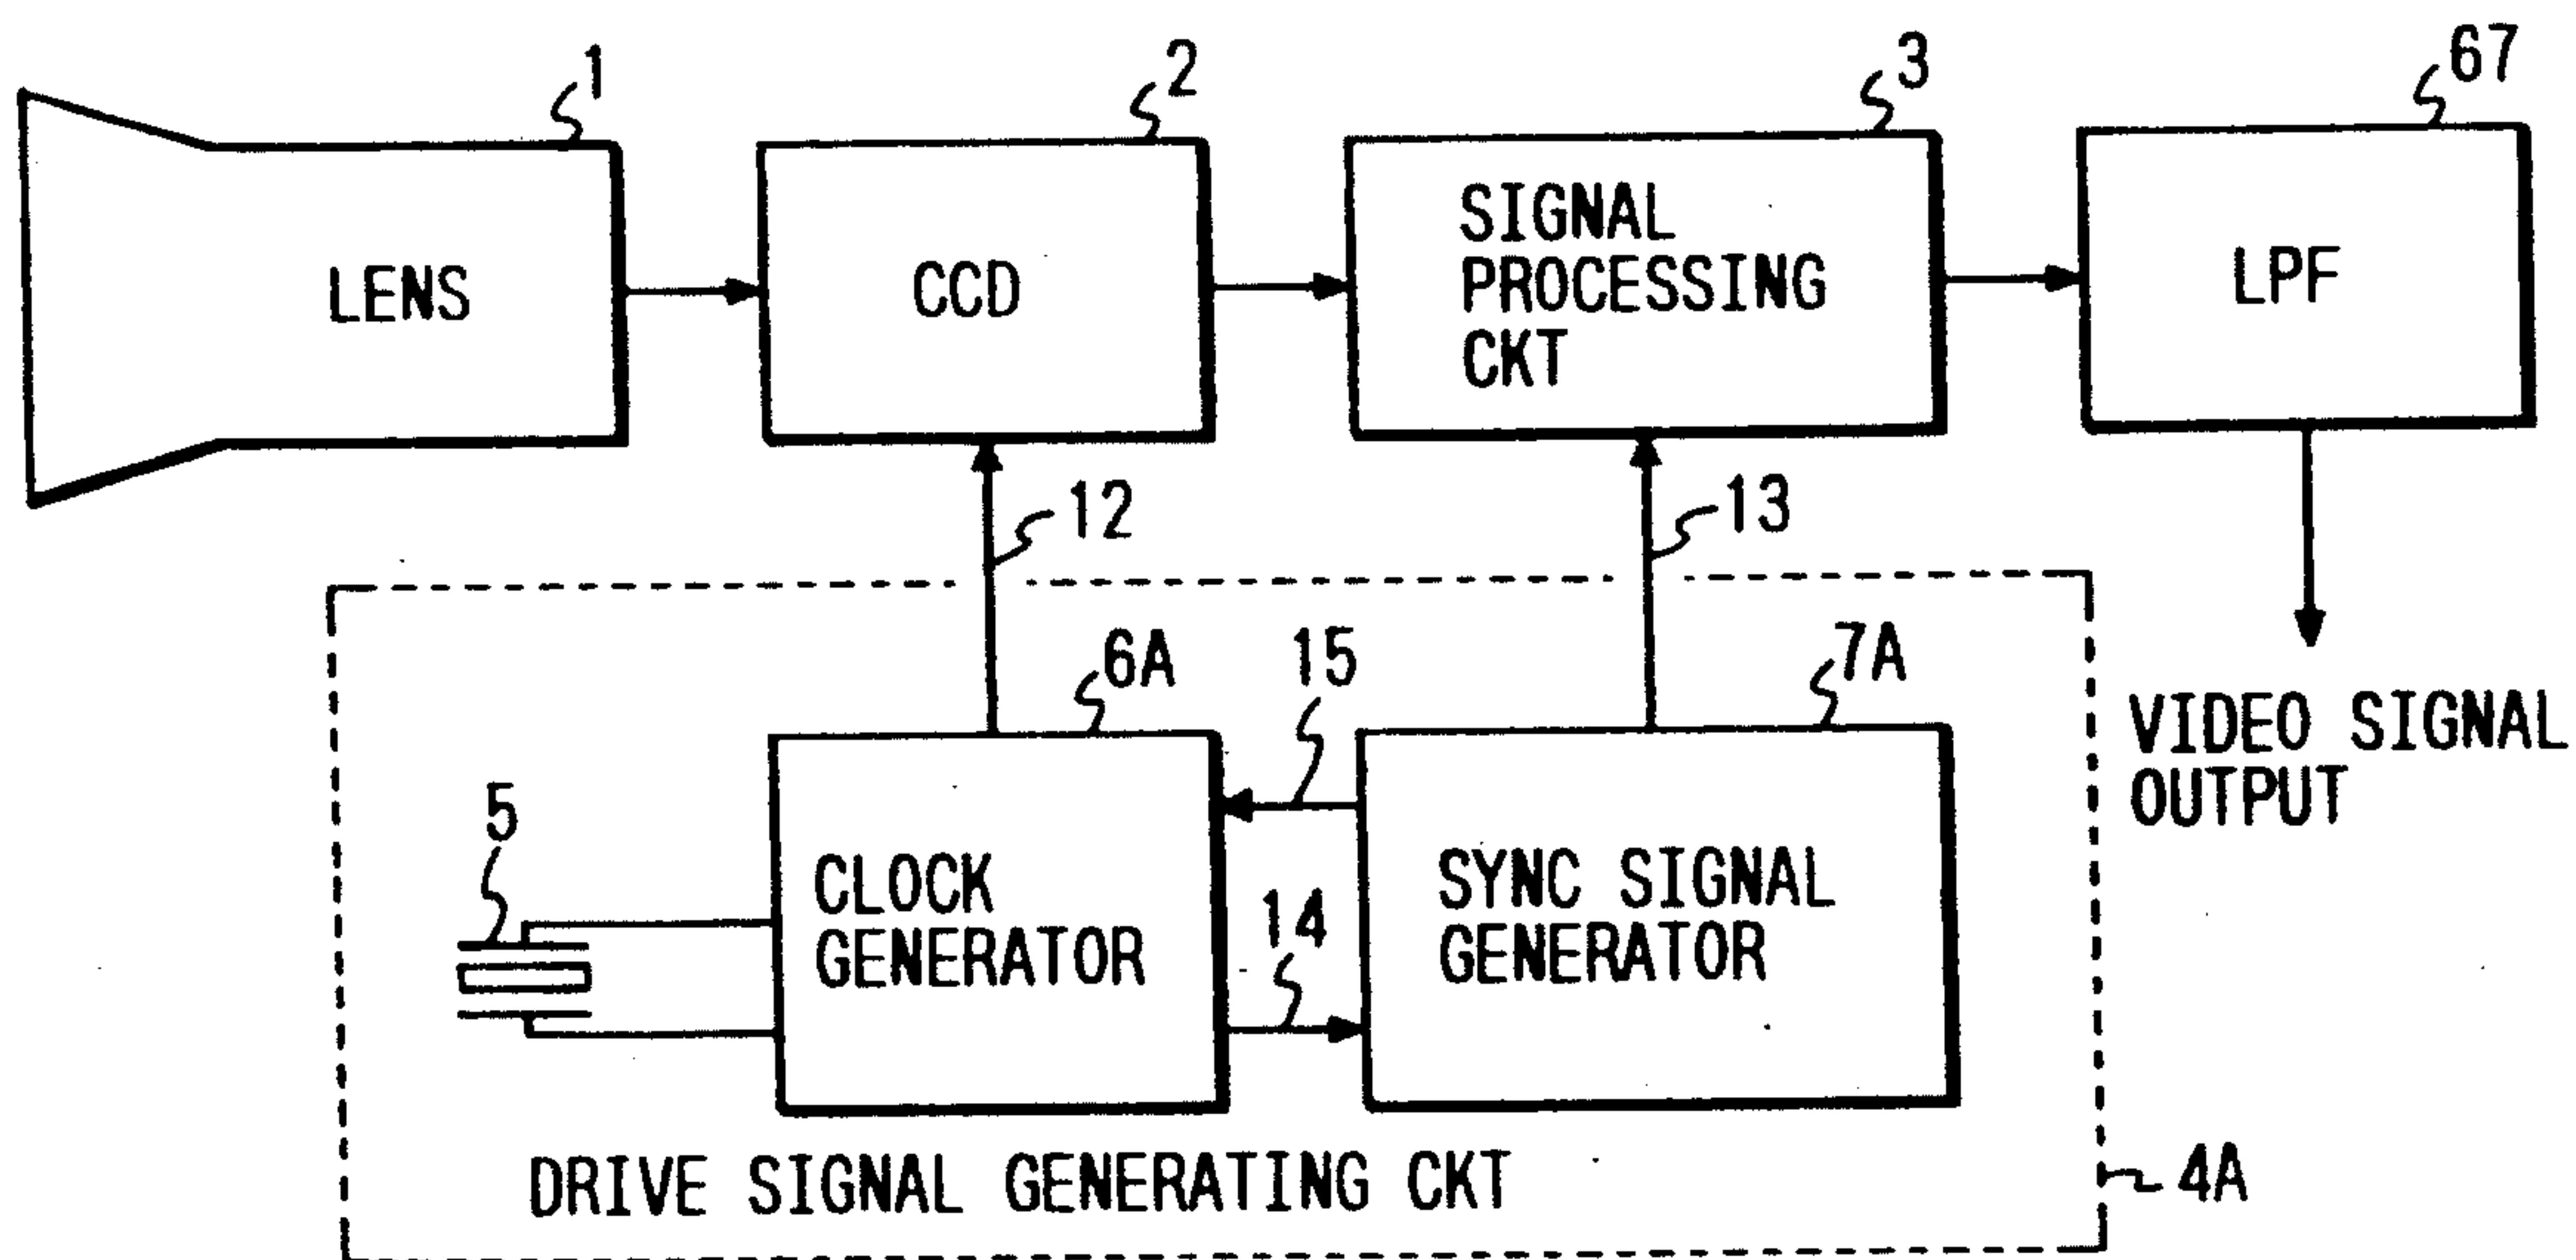 1
2
3
67
LENS
CCD
SIGNAL
PROCESSING
CKT
LPF
12
13
6A
15
7A
VIDEO SIGNAL
OUTPUT
5
CLOCK
GENERATOR
14
SYNC SIGNAL
GENERATOR
DRIVE SIGNAL GENERATING CKT
4A